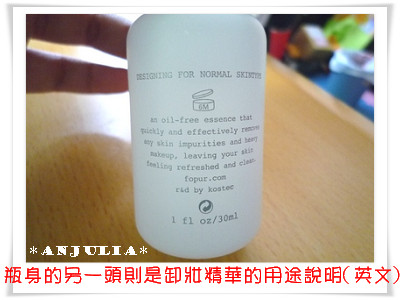 DESIGNING FOR NORMAL SKINTYPE
6M
an oil-free essence that
quickly and effectively removes
any skin impurities and heavy
makeup, leaving your skin
feeling refreshed and clean.
fopur.com
r&d by kostec
1 fl oz/30ml
*ANJULIA*
瓶身的另一頭則是卸妝精華的用途說明(英文)